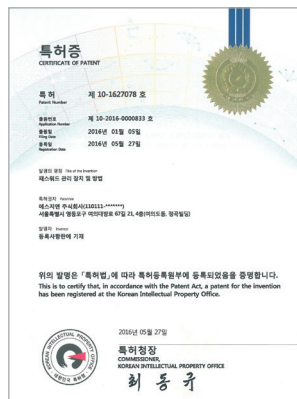 특허증
CERTIFICATE OF PATENT
특 허 제 10-1627078 호
Patent Number
출원번호 제 10-2016-0000833 호
Application Number
출원일 2016년 01월 05일
Filing Date
등록일 2016년 05월 27일
Registration Date
발명의 명칭 Title of the Invention
패스워드 관리 장치 및 방법
특허권자 Patentee
에스지앤 주식회사(110111-*******)
서울특별시 영등포구 여의대방로 67길 21, 4층(여의도동, 정곡빌딩)
발명자 Inventor
등록사항란에 기재
위의 발명은 「특허법」에 따라 특허등록원부에 등록되었음을 증명합니다.
This is to certify that, in accordance with the Patent Act, a patent for the invention
has been registered at the Korean Intellectual Property Office.
2016년 05월 27일
특허청장
COMMISSIONER,
KOREAN INTELLECTUAL PROPERTY OFFICE
최동규
KOREAN INTELLECTUAL PROPERTY OFFICE